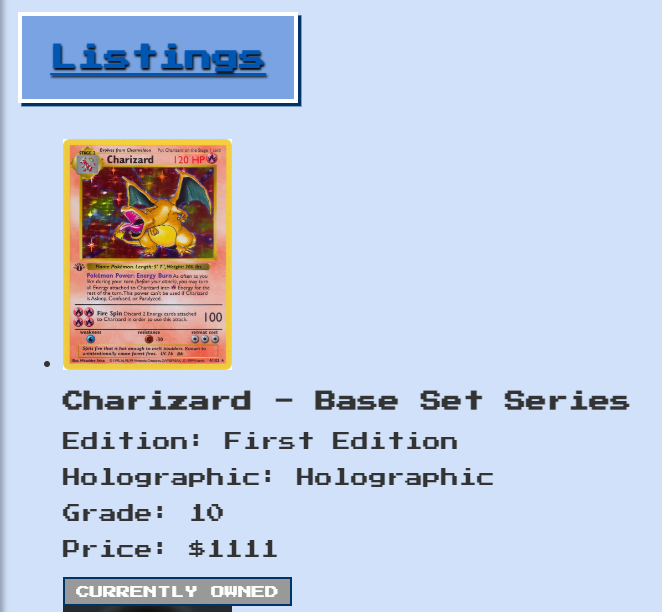 Listings
STAGE 2 Evolves from Charmeleon Put Charizard on the Stage 1 card
Charizard 120 HP
Flame Pokémon. Length: 5' 7", Weight: 200 lbs.
Pokémon Power: Energy Burn As often as you
like during your turn (before your attack), you may turn
all Energy attached to Charizard into Energy for the
rest of the turn. This power can't be used if Charizard
is Asleep, Confused, or Paralyzed.
Fire Spin Discard 2 Energy cards attached
to Charizard in order to use this attack. 100
weakness resistance retreat cost
-30
Spits fire that is hot enough to melt boulders. Known to
unintentionally cause forest fires. LV. 76 #6
Charizard - Base Set Series
Edition: First Edition
Holographic: Holographic
Grade: 10
Price: $1111
CURRENTLY OWNED